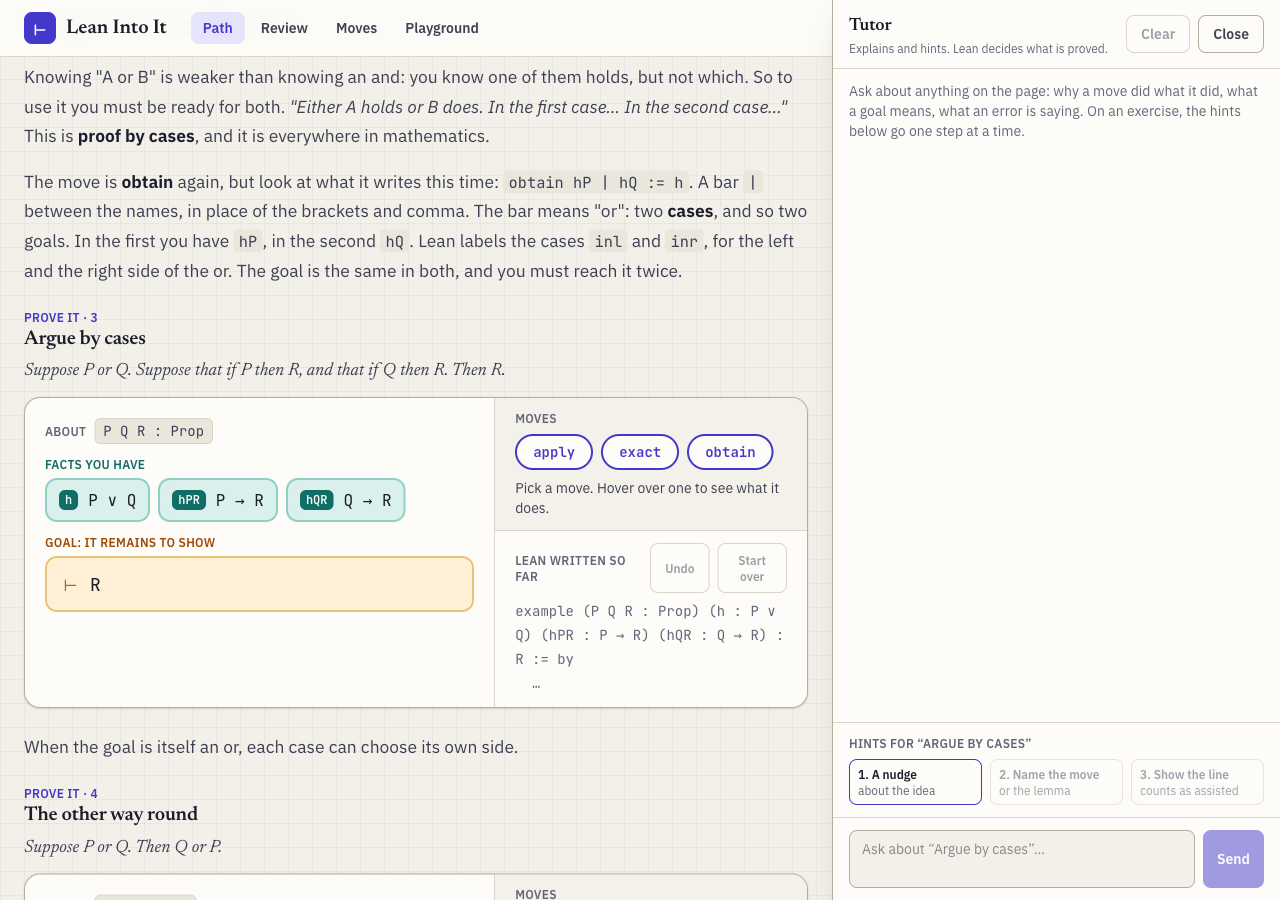 ⊢ Lean Into It Path Review Moves Playground
Knowing "A or B" is weaker than knowing an and: you know one of them holds, but not which. So to
use it you must be ready for both. "Either A holds or B does. In the first case… In the second case…"
This is proof by cases, and it is everywhere in mathematics.
The move is obtain again, but look at what it writes this time: obtain hP | hQ := h. A bar |
between the names, in place of the brackets and comma. The bar means "or": two cases, and so two
goals. In the first you have hP, in the second hQ. Lean labels the cases inl and inr, for the left
and the right side of the or. The goal is the same in both, and you must reach it twice.
PROVE IT · 3
Argue by cases
Suppose P or Q. Suppose that if P then R, and that if Q then R. Then R.
ABOUT P Q R : Prop
FACTS YOU HAVE
h P ∨ Q hPR P → R hQR Q → R
GOAL: IT REMAINS TO SHOW
⊢ R
MOVES
apply exact obtain
Pick a move. Hover over one to see what it
does.
LEAN WRITTEN SO
FAR
Undo
Start
over
example (P Q R : Prop) (h : P ∨
Q) (hPR : P → R) (hQR : Q → R) :
R := by
…
When the goal is itself an or, each case can choose its own side.
PROVE IT · 4
The other way round
Suppose P or Q. Then Q or P.
MOVES
Tutor
Explains and hints. Lean decides what is proved.
Clear Close
Ask about anything on the page: why a move did what it did, what
a goal means, what an error is saying. On an exercise, the hints
below go one step at a time.
HINTS FOR “ARGUE BY CASES”
1. A nudge
about the idea
2. Name the move
or the lemma
3. Show the line
counts as assisted
Ask about “Argue by cases”…
Send